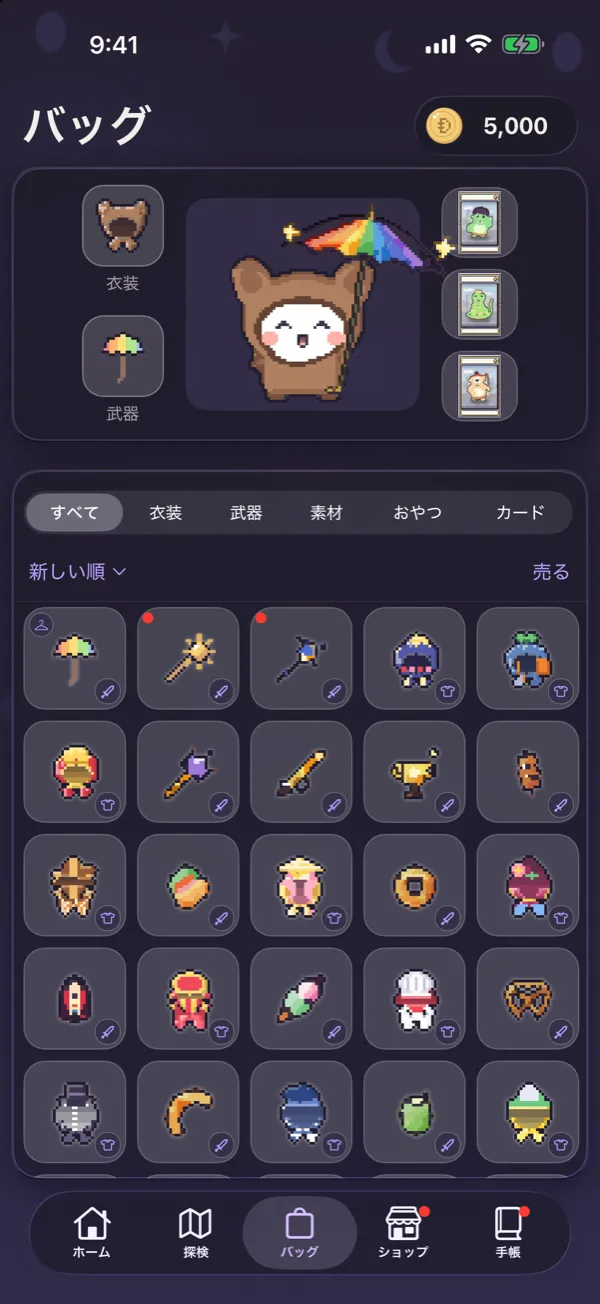 9:41
バッグ
5,000
衣装
武器
すべて 衣装 武器 素材 おやつ カード
新しい順
売る
ホーム 探検 バッグ ショップ 手帳